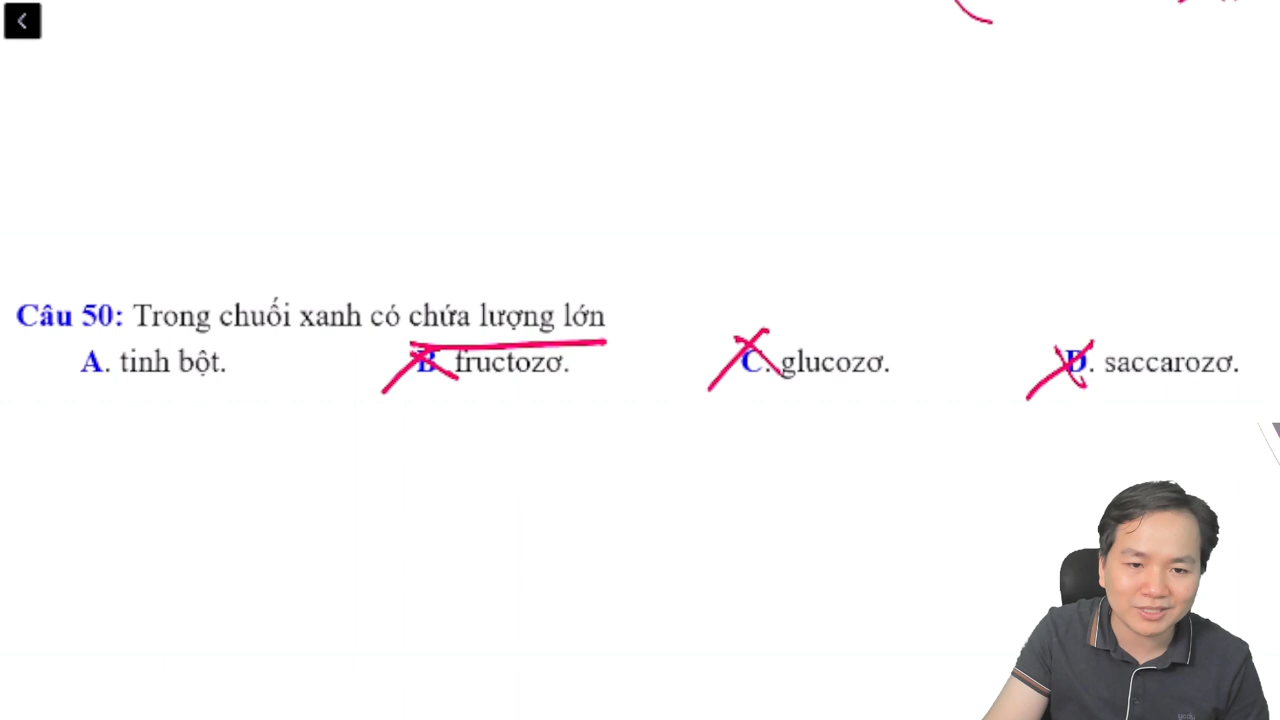 Câu 50: Trong chuối xanh có chứa lượng lớn
A. tinh bột. B. fructozơ. C. glucozơ. D. saccarozơ.